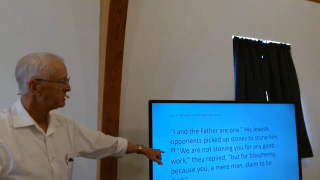 "I and the Father are one." His Jewish
opponents picked up stones to stone him,
"We are not stoning you for any good
work," they replied, "but for blasphemy,
because you, a mere man, claim to be